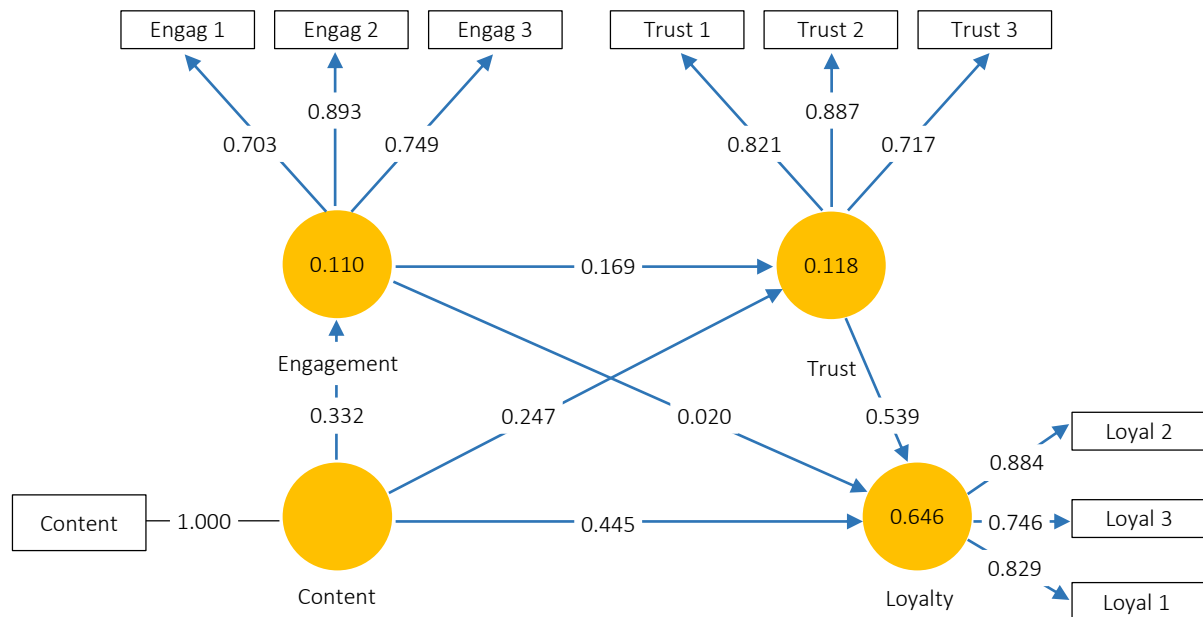 Engag 1
Engag 2
Engag 3
Trust 1
Trust 2
Trust 3
0.893
0.887
0.703
0.749
0.821
0.717
0.110
0.169
0.118
Engagement
Trust
0.332
0.247
0.020
0.539
Loyal 2
0.884
Content
1.000
0.445
0.646
0.746
Loyal 3
0.829
Content
Loyalty
Loyal 1